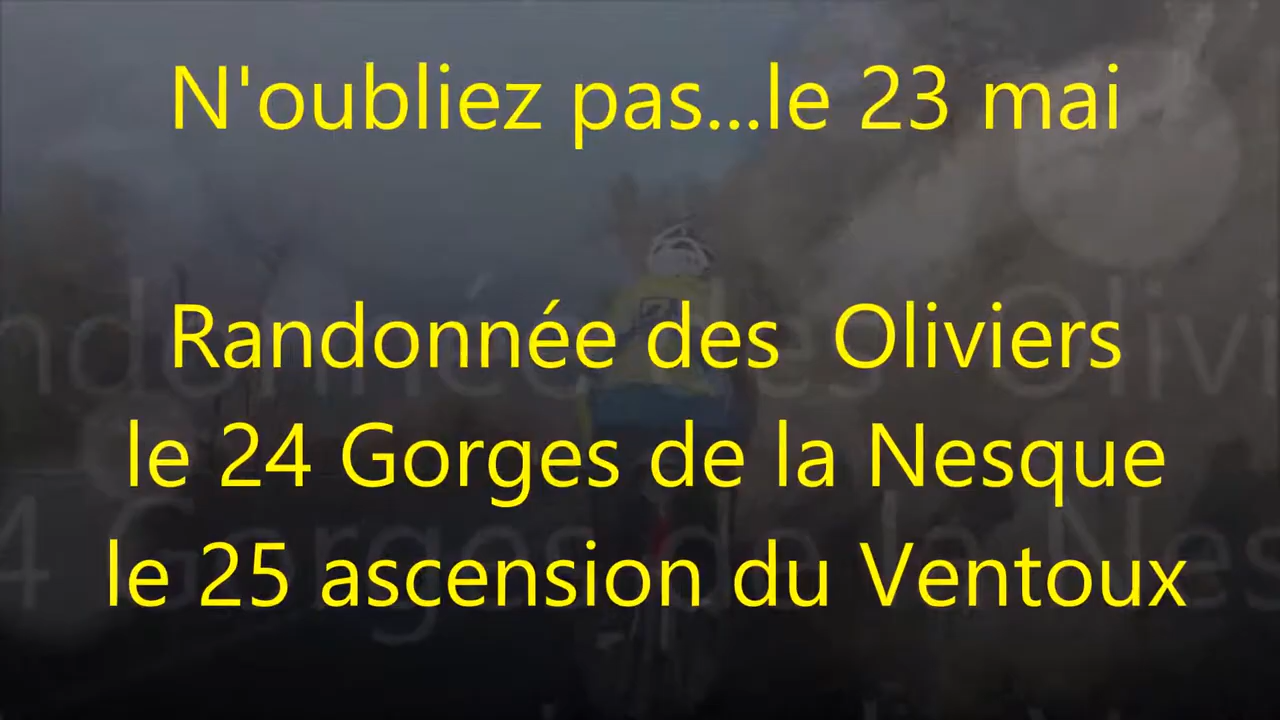 N'oubliez pas...le 23 mai
Randonnée des  Oliviers
le 24 Gorges de la Nesque
le 25 ascension du Ventoux